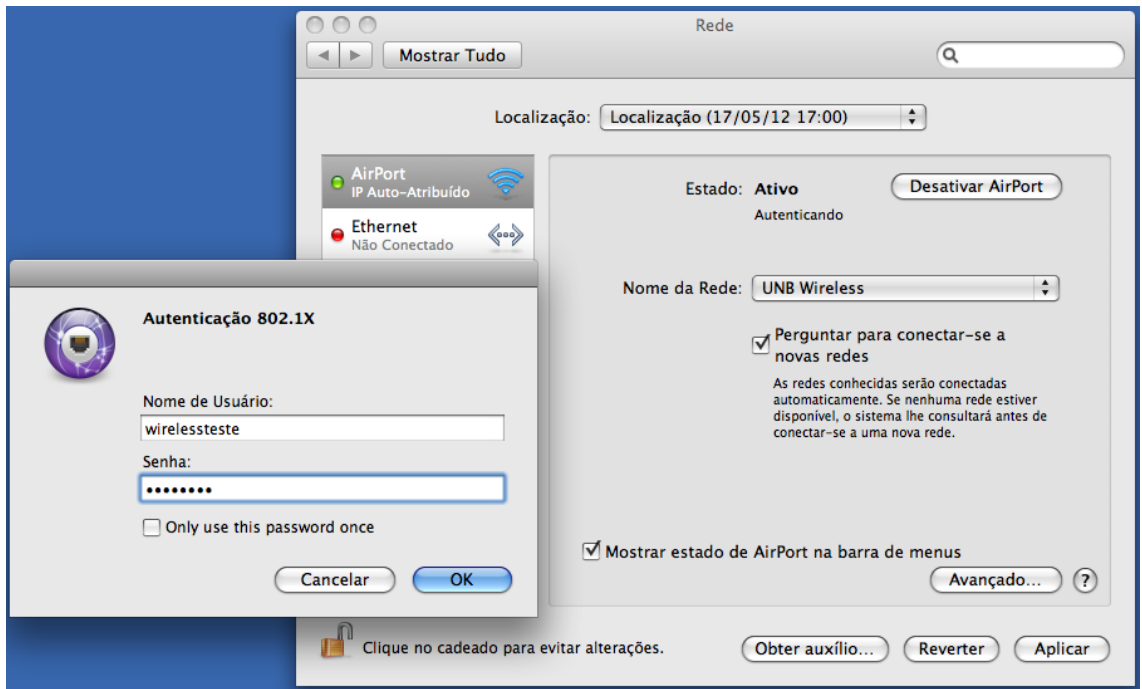 Rede
Mostrar Tudo
Localização: Localização (17/05/12 17:00)
AirPort
IP Auto-Atribuído
Ethernet
Não Conectado
Estado: Ativo
Desativar AirPort
Autenticando
Nome da Rede: UNB Wireless
Perguntar para conectar-se a
novas redes
As redes conhecidas serão conectadas
automaticamente. Se nenhuma rede estiver
disponível, o sistema lhe consultará antes de
conectar-se a uma nova rede.
Mostrar estado de AirPort na barra de menus
Avançado... ?
Autenticação 802.1X
Nome de Usuário:
wirelessteste
Senha:
••••••••
Only use this password once
Cancelar OK
Clique no cadeado para evitar alterações.
Obter auxílio... Reverter Aplicar